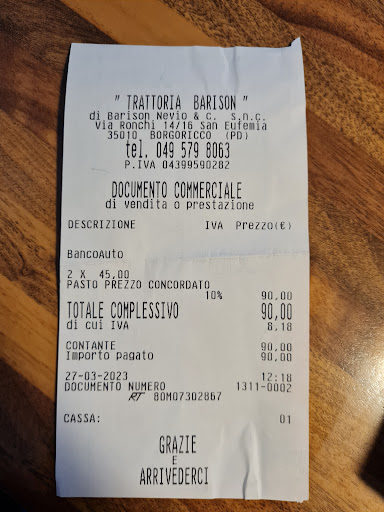 " TRATTORIA BARISON "
di Barison Nevio & c. s.n.c.
Via Ronchi 14/16 San Eufemia
35010, BORGORICCO (PD)
tel. 049 579 8063
P.IVA 04399590282
DOCUMENTO COMMERCIALE
di vendita o prestazione
DESCRIZIONE IVA Prezzo(€)
BancoAuto
2 X 45,00
PASTO PREZZO CONCORDATO
10% 90,00
TOTALE COMPLESSIVO 90,00
di cui IVA 8,18
CONTANTE 90,00
Importo pagato 90,00
27-03-2023 12:18
DOCUMENTO NUMERO 1311-0002
RT 80MQ7302867
CASSA: 01
GRAZIE
E
ARRIVEDERCI